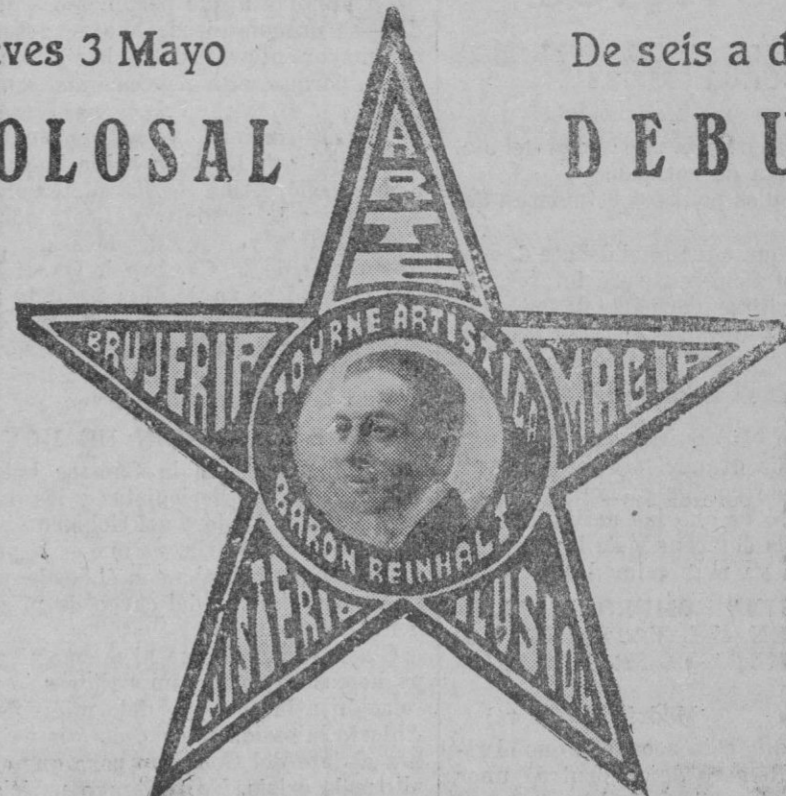 ves 3 Mayo
De seis a d
OLOSAL
DEBU
ARTE
BRUJERIA
MAGIA
TOURNE ARTISTICA
BARON REINHALT
MISTERIO
ILUSION